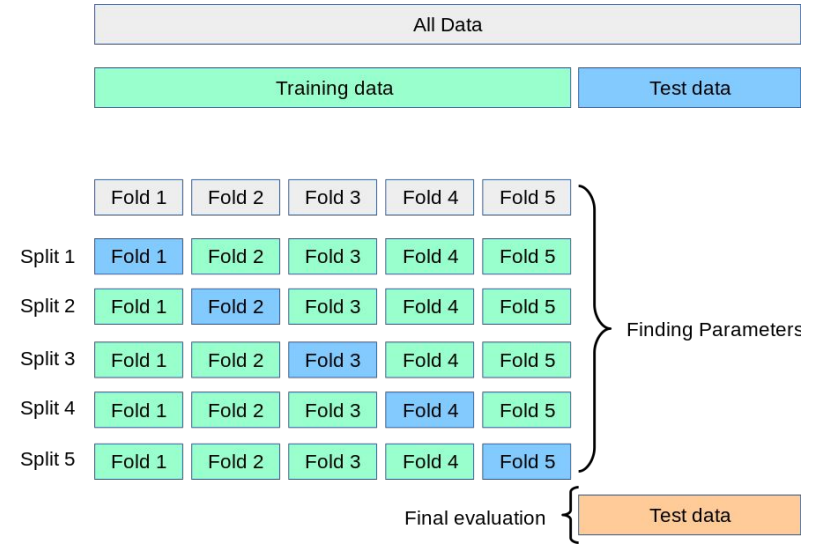 All Data
Training data Test data
Fold 1 Fold 2 Fold 3 Fold 4 Fold 5
Split 1 Fold 1 Fold 2 Fold 3 Fold 4 Fold 5
Split 2 Fold 1 Fold 2 Fold 3 Fold 4 Fold 5
Finding Parameters
Split 3 Fold 1 Fold 2 Fold 3 Fold 4 Fold 5
Split 4 Fold 1 Fold 2 Fold 3 Fold 4 Fold 5
Split 5 Fold 1 Fold 2 Fold 3 Fold 4 Fold 5
Final evaluation Test data